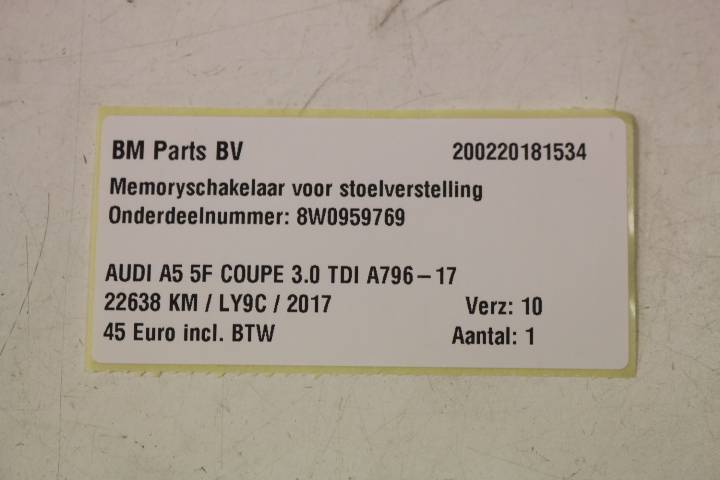 BM Parts BV 200220181534
Memoryschakelaar voor stoelverstelling
Onderdeelnummer: 8W0959769
AUDI A5 5F COUPE 3.0 TDI A796-17
22638 KM / LY9C / 2017 Verz: 10
45 Euro incl. BTW Aantal: 1